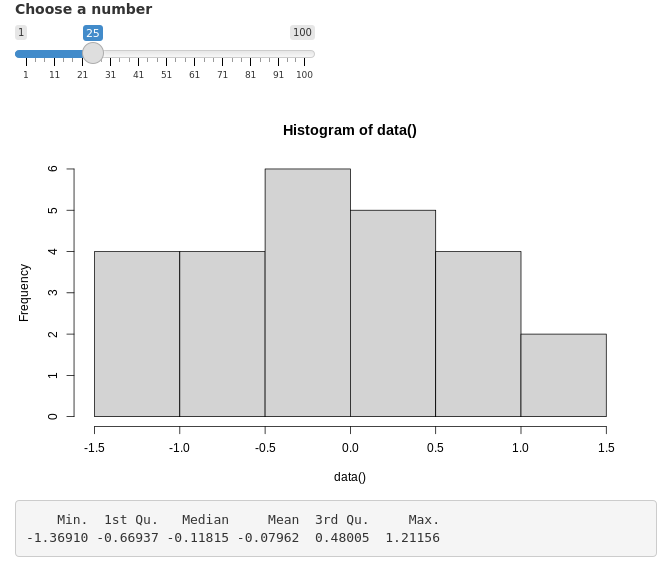 Choose a number
1 25 100
1 11 21 31 41 51 61 71 81 91 100
Histogram of data()
Frequency
6
5
4
3
2
1
0
-1.5 -1.0 -0.5 0.0 0.5 1.0 1.5
data()
Min. 1st Qu. Median Mean 3rd Qu. Max.
-1.36910 -0.66937 -0.11815 -0.07962 0.48005 1.21156